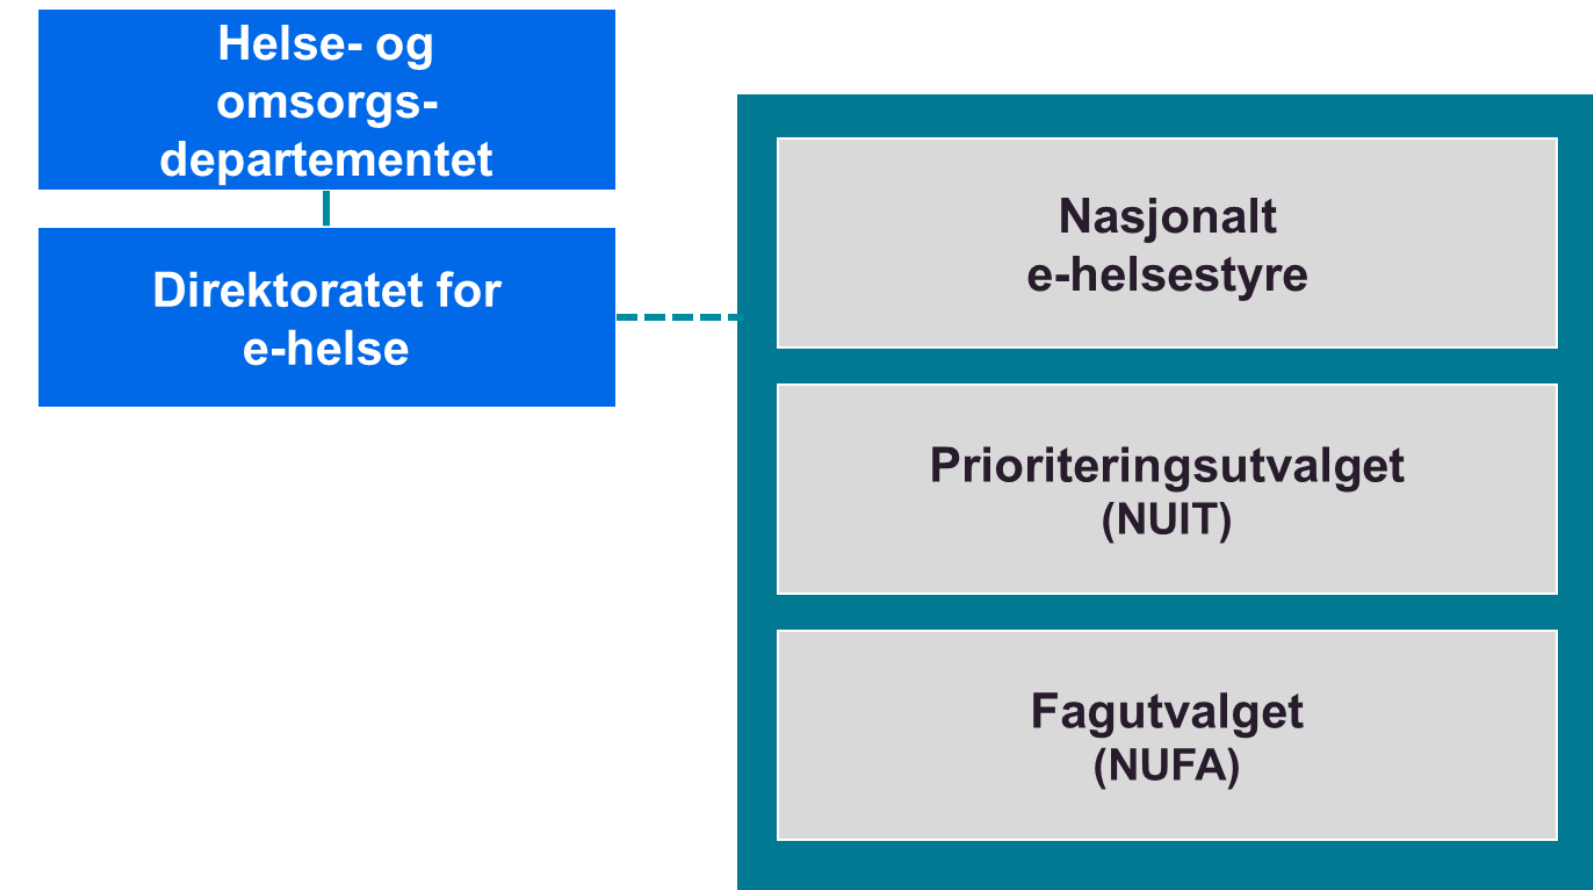 Helse- og
omsorgs-
departementet
Direktoratet for
e-helse
Nasjonalt
e-helsestyre
Prioriteringsutvalget
(NUIT)
Fagutvalget
(NUFA)